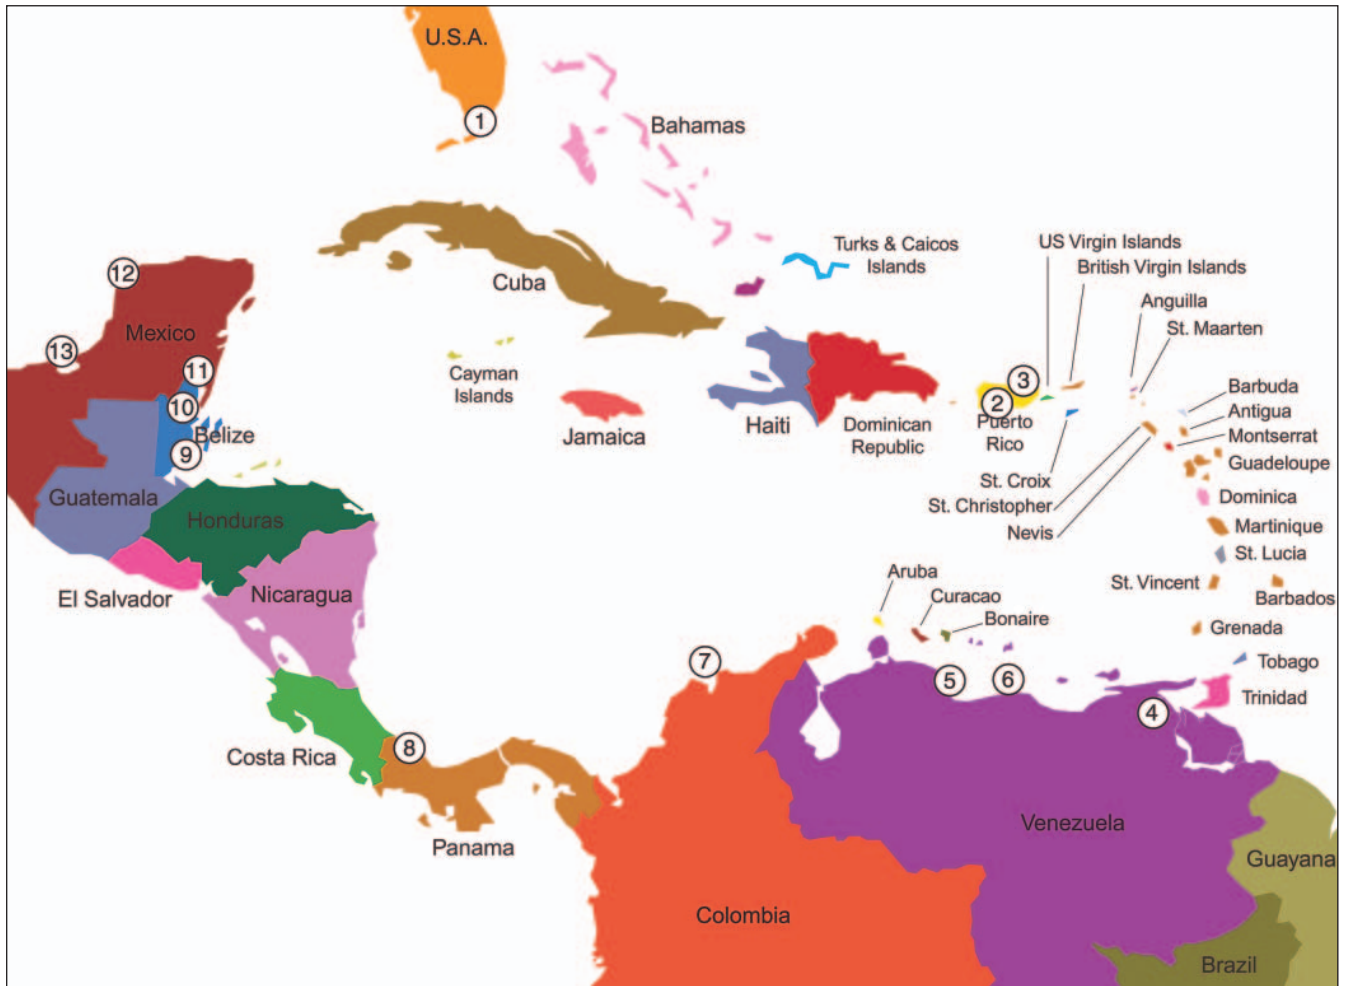 U.S.A.
1
Bahamas
Cuba
Turks & Caicos
Islands
US Virgin Islands
British Virgin Islands
Anguilla
St. Maarten
12
Mexico
13
11
10
Belize
9
Cayman
Islands
Jamaica
Haiti
Dominican
Republic
3
2
Puerto
Rico
Barbuda
Antigua
Montserrat
Guadeloupe
St. Croix
St. Christopher
Nevis
Dominica
Martinique
St. Lucia
St. Vincent
Barbados
Grenada
Tobago
Trinidad
Guatemala
Honduras
El Salvador
Nicaragua
Aruba
Curacao
Bonaire
7
5
6
4
Costa Rica
8
Panama
Venezuela
Guayana
Colombia
Brazil